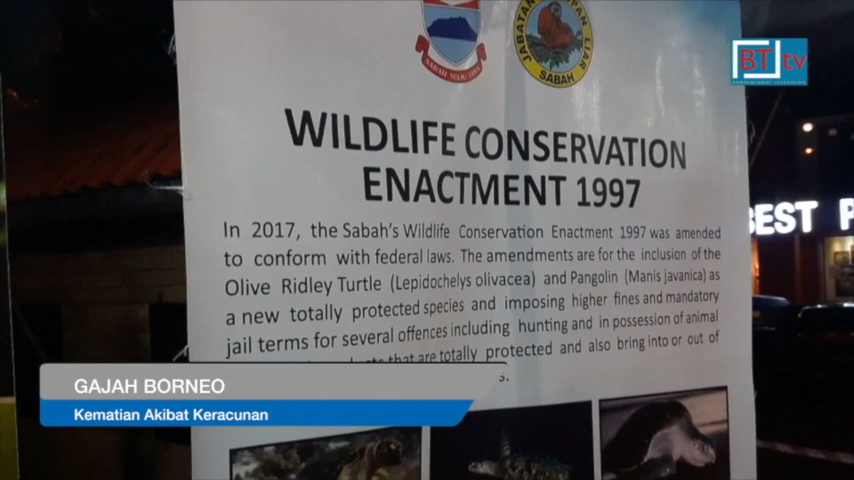 SABAH MAJU JAYA
JABATAN HIDUPAN LIAR
SABAH
BT tv
WILDLIFE CONSERVATION
ENACTMENT 1997
In 2017, the Sabah's Wildlife Conservation Enactment 1997 was amended
to conform with federal laws. The amendments are for the inclusion of the
Olive Ridley Turtle (Lepidochelys olivacea) and Pangolin (Manis javanica) as
a new totally protected species and imposing higher fines and mandatory
jail terms for several offences including hunting and in possession of animal
that are totally protected and also bring into or out of
BEST P
GAJAH BORNEO
Kematian Akibat Keracunan